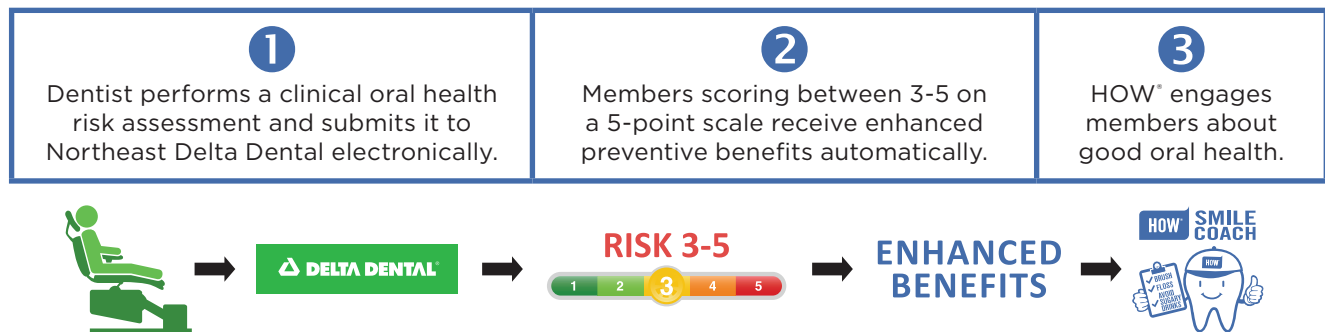 1
Dentist performs a clinical oral health
risk assessment and submits it to
Northeast Delta Dental electronically.
2
Members scoring between 3-5 on
a 5-point scale receive enhanced
preventive benefits automatically.
3
HOW® engages
members about
good oral health.
DELTA DENTAL®
RISK 3-5
1 2 3 4 5
ENHANCED
BENEFITS
HOW® SMILE
COACH
HOW®
BRUSH
FLOSS
AVOID
SUGARY
DRINKS